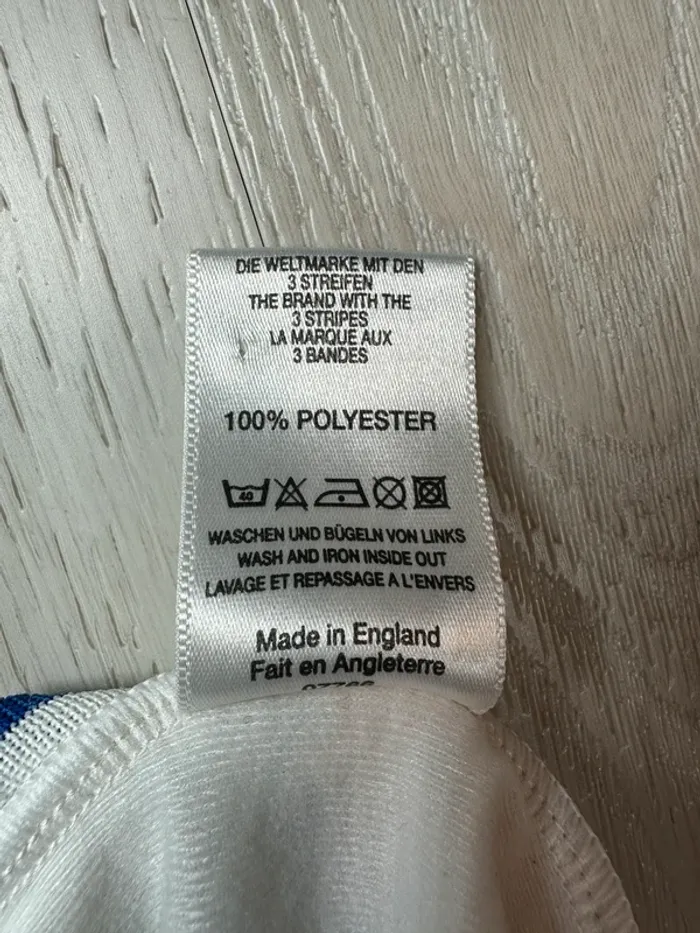 DIE WELTMARKE MIT DEN
3 STREIFEN
THE BRAND WITH THE
3 STRIPES
LA MARQUE AUX
3 BANDES
100% POLYESTER
40
WASCHEN UND BÜGELN VON LINKS
WASH AND IRON INSIDE OUT
LAVAGE ET REPASSAGE A L'ENVERS
Made in England
Fait en Angleterre